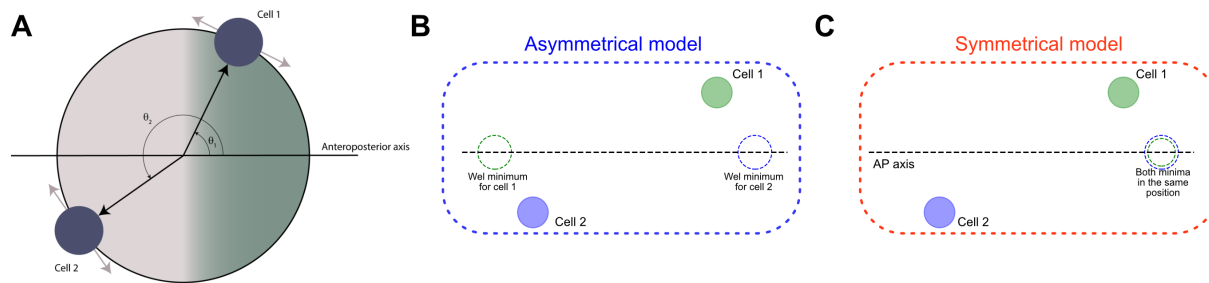 A
Cell 1
θ2
θ1
Anteroposterior axis
Cell 2
B
Asymmetrical model
Cell 1
Wel minimum
for cell 1
Wel minimum
for cell 2
Cell 2
C
Symmetrical model
Cell 1
AP axis
Both minima
in the same
position
Cell 2